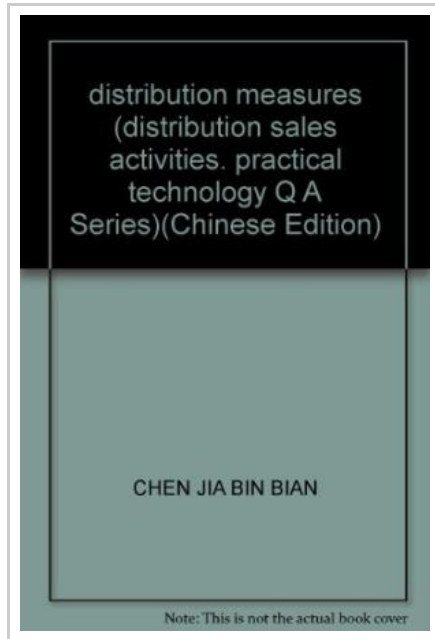 distribution measures
(distribution sales
activities. practical
technology Q A
Series)(Chinese Edition)
CHEN JIA BIN BIAN
Note: This is not the actual book cover